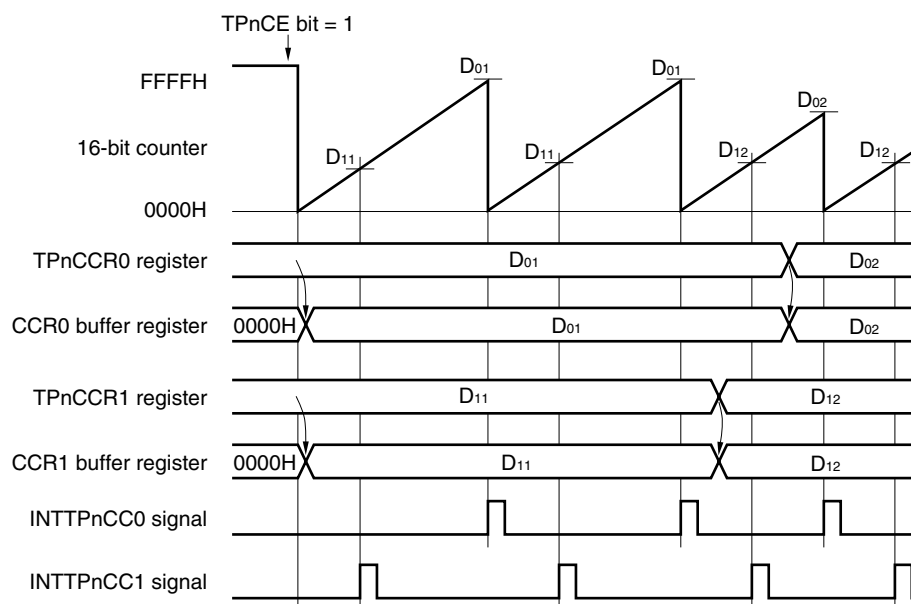 TPnCE bit = 1
FFFFH
D01
D01
D02
16-bit counter
D11
D11
D12
D12
0000H
TPnCCR0 register
D01
D02
CCR0 buffer register
0000H
D01
D02
TPnCCR1 register
D11
D12
CCR1 buffer register
0000H
D11
D12
INTTPnCC0 signal
INTTPnCC1 signal